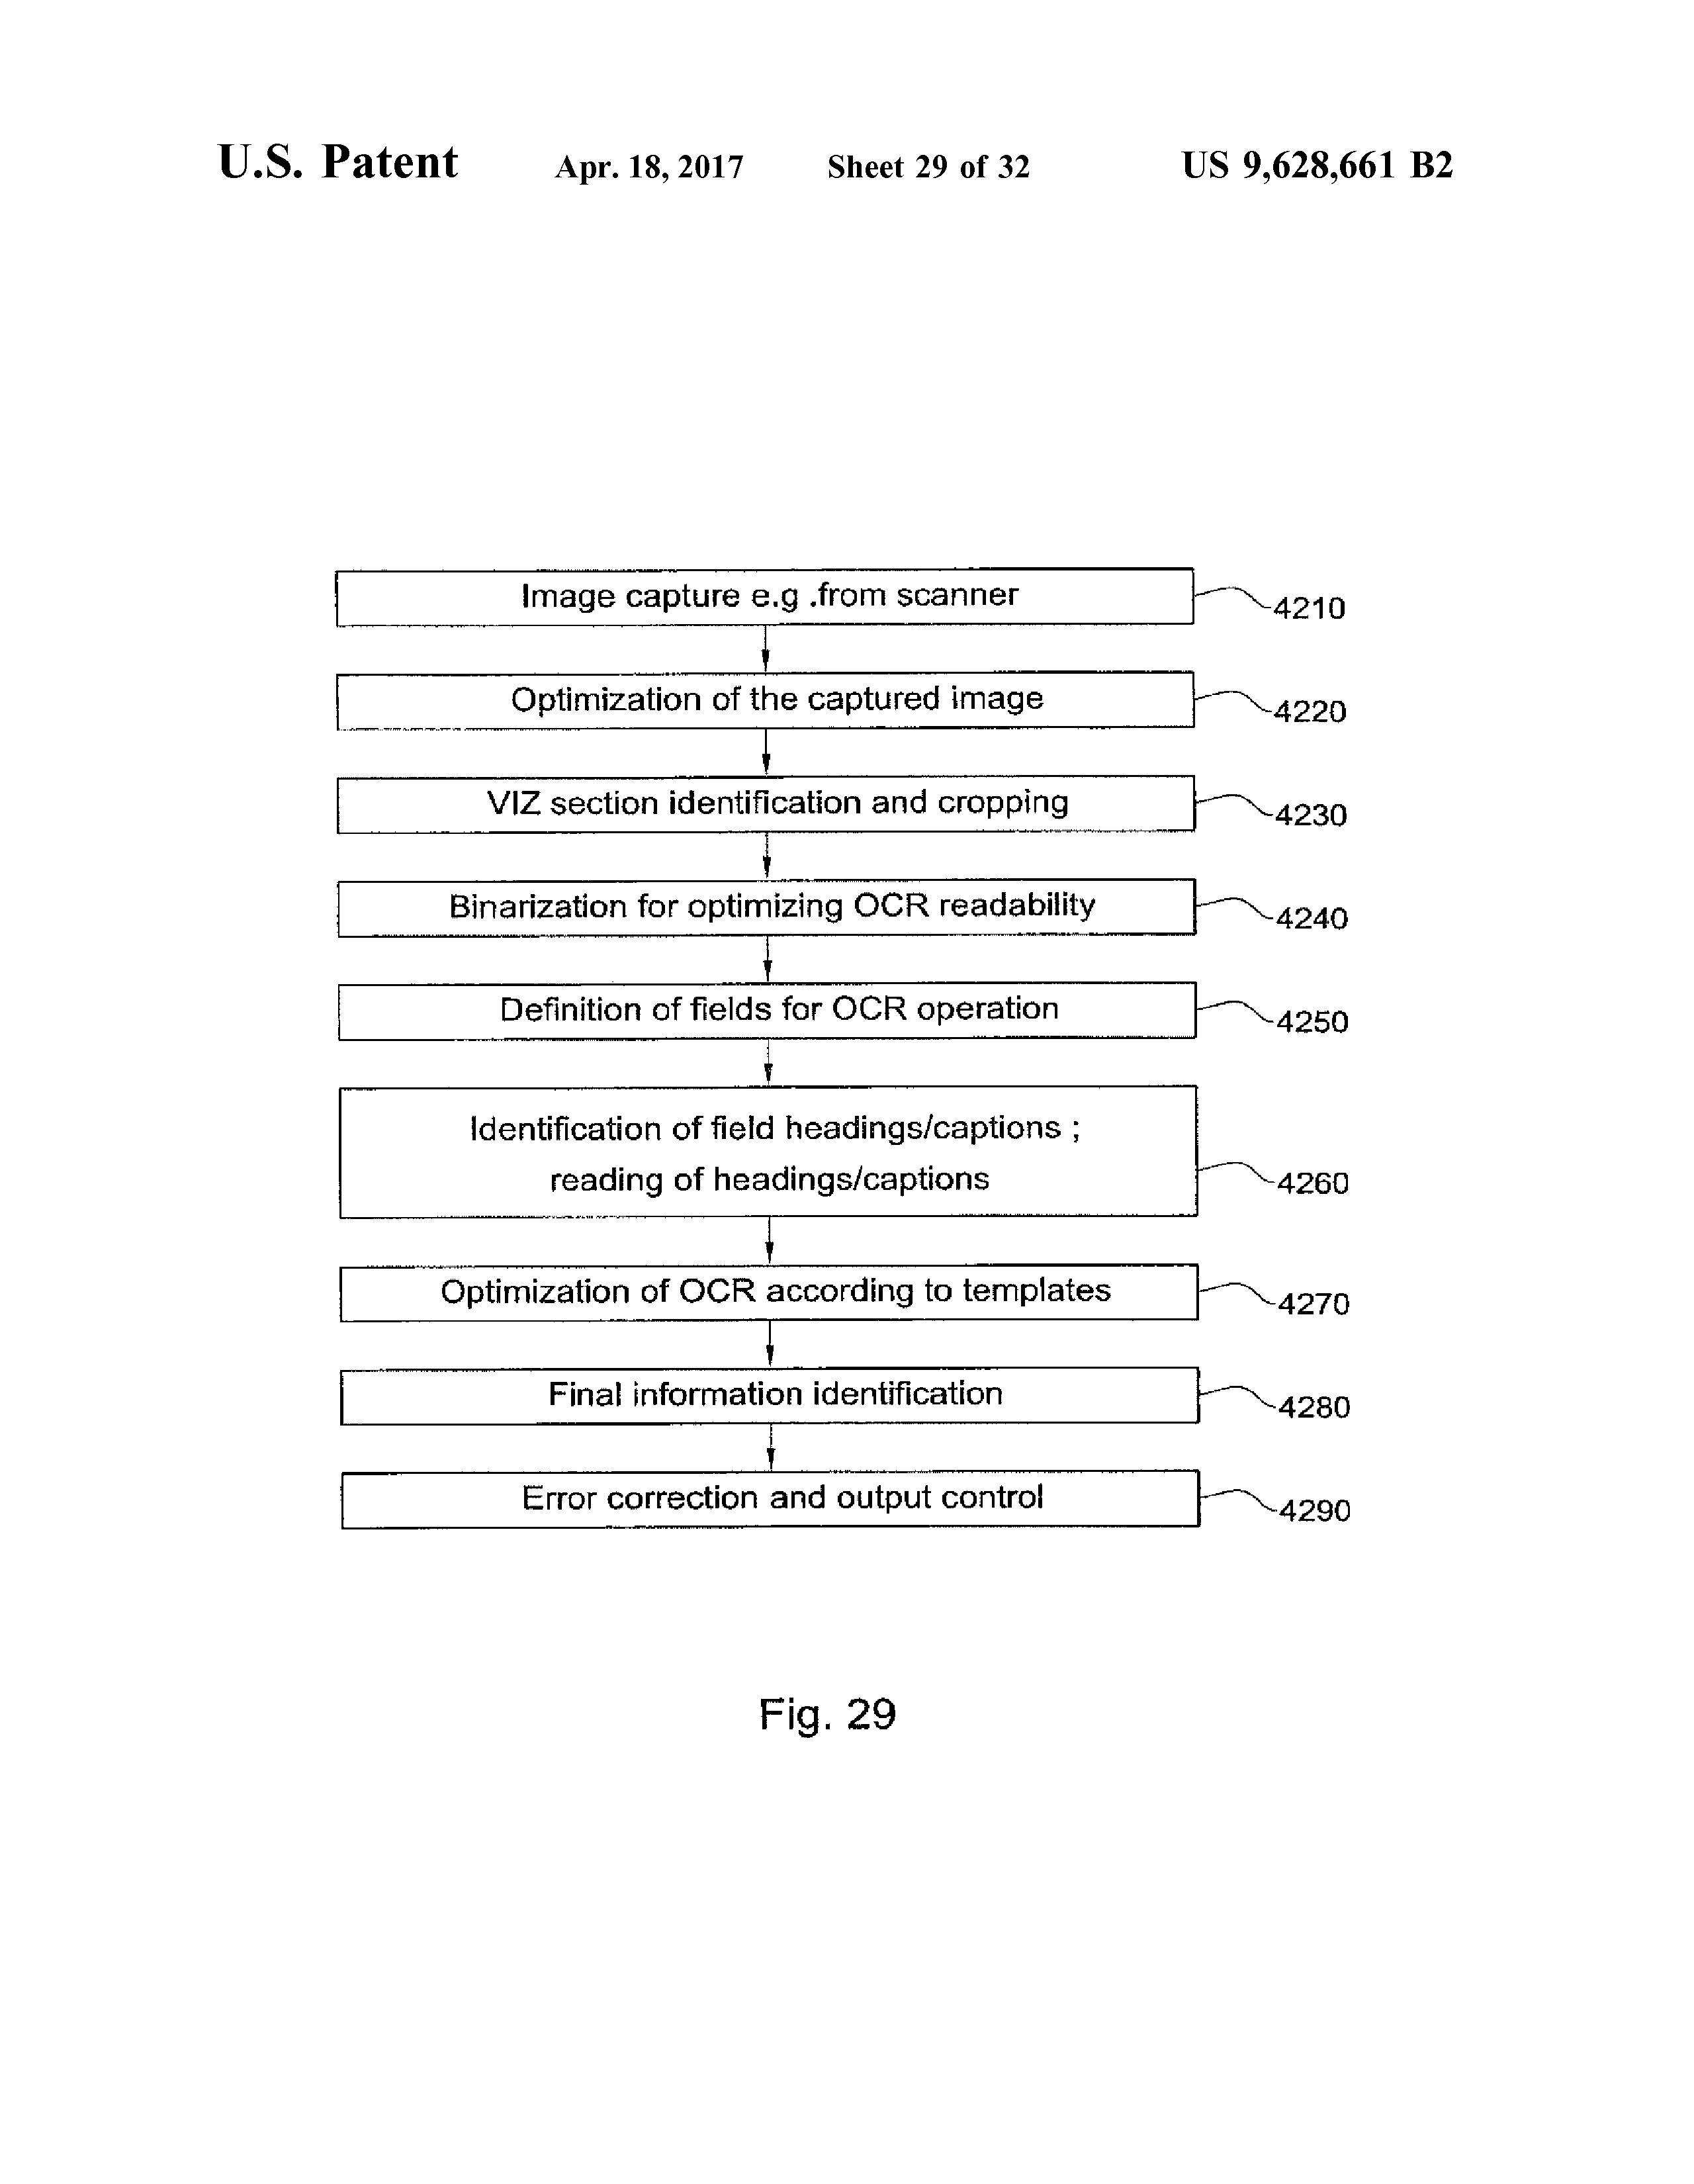 U.S. Patent Apr. 18, 2017 Sheet 29 of 32 US 9,628,661 B2
Image capture e.g .from scanner 4210
Optimization of the captured image 4220
VIZ section identification and cropping 4230
Binarization for optimizing OCR readability 4240
Definition of fields for OCR operation 4250
Identification of field headings/captions ;
reading of headings/captions 4260
Optimization of OCR according to templates 4270
Final information identification 4280
Error correction and output control 4290
Fig. 29